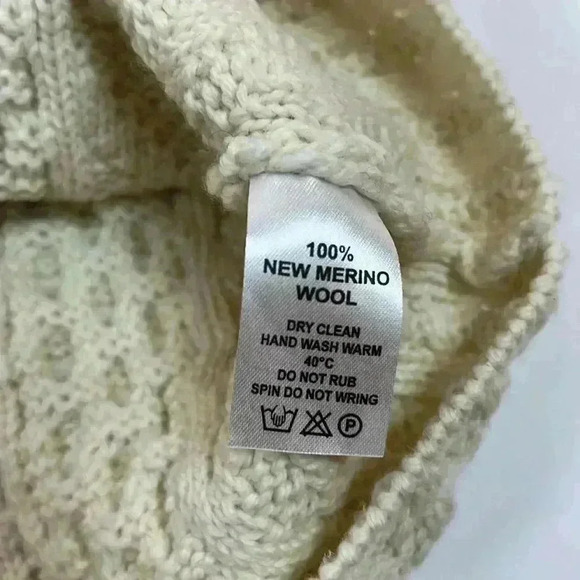 100%
NEW MERINO
WOOL
DRY CLEAN
HAND WASH WARM
40°C
DO NOT RUB
SPIN DO NOT WRING
P